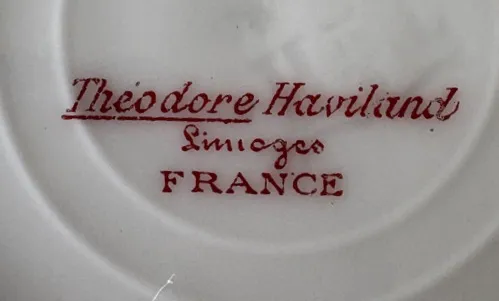 Théodore Haviland
Limoges
FRANCE